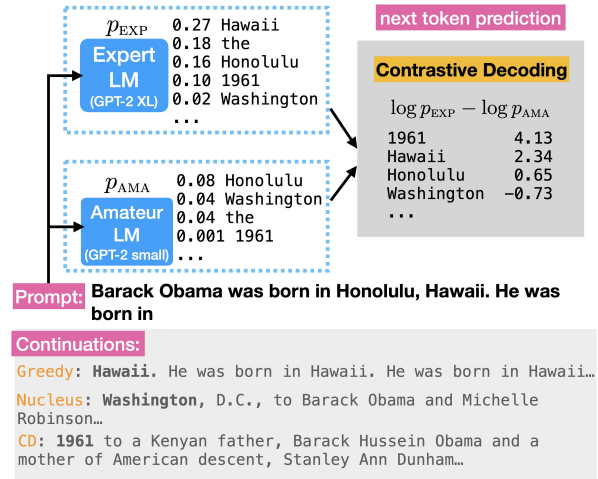 p_EXP
Expert
LM
(GPT-2 XL)
0.27 Hawaii
0.18 the
0.16 Honolulu
0.10 1961
0.02 Washington
...
p_AMA
Amateur
LM
(GPT-2 small)
0.08 Honolulu
0.04 Washington
0.04 the
0.001 1961
...
next token prediction
Contrastive Decoding
log p_EXP − log p_AMA
1961 4.13
Hawaii 2.34
Honolulu 0.65
Washington −0.73
...
Prompt: Barack Obama was born in Honolulu, Hawaii. He was
born in
Continuations:
Greedy: Hawaii. He was born in Hawaii. He was born in Hawaii…
Nucleus: Washington, D.C., to Barack Obama and Michelle
Robinson…
CD: 1961 to a Kenyan father, Barack Hussein Obama and a
mother of American descent, Stanley Ann Dunham…